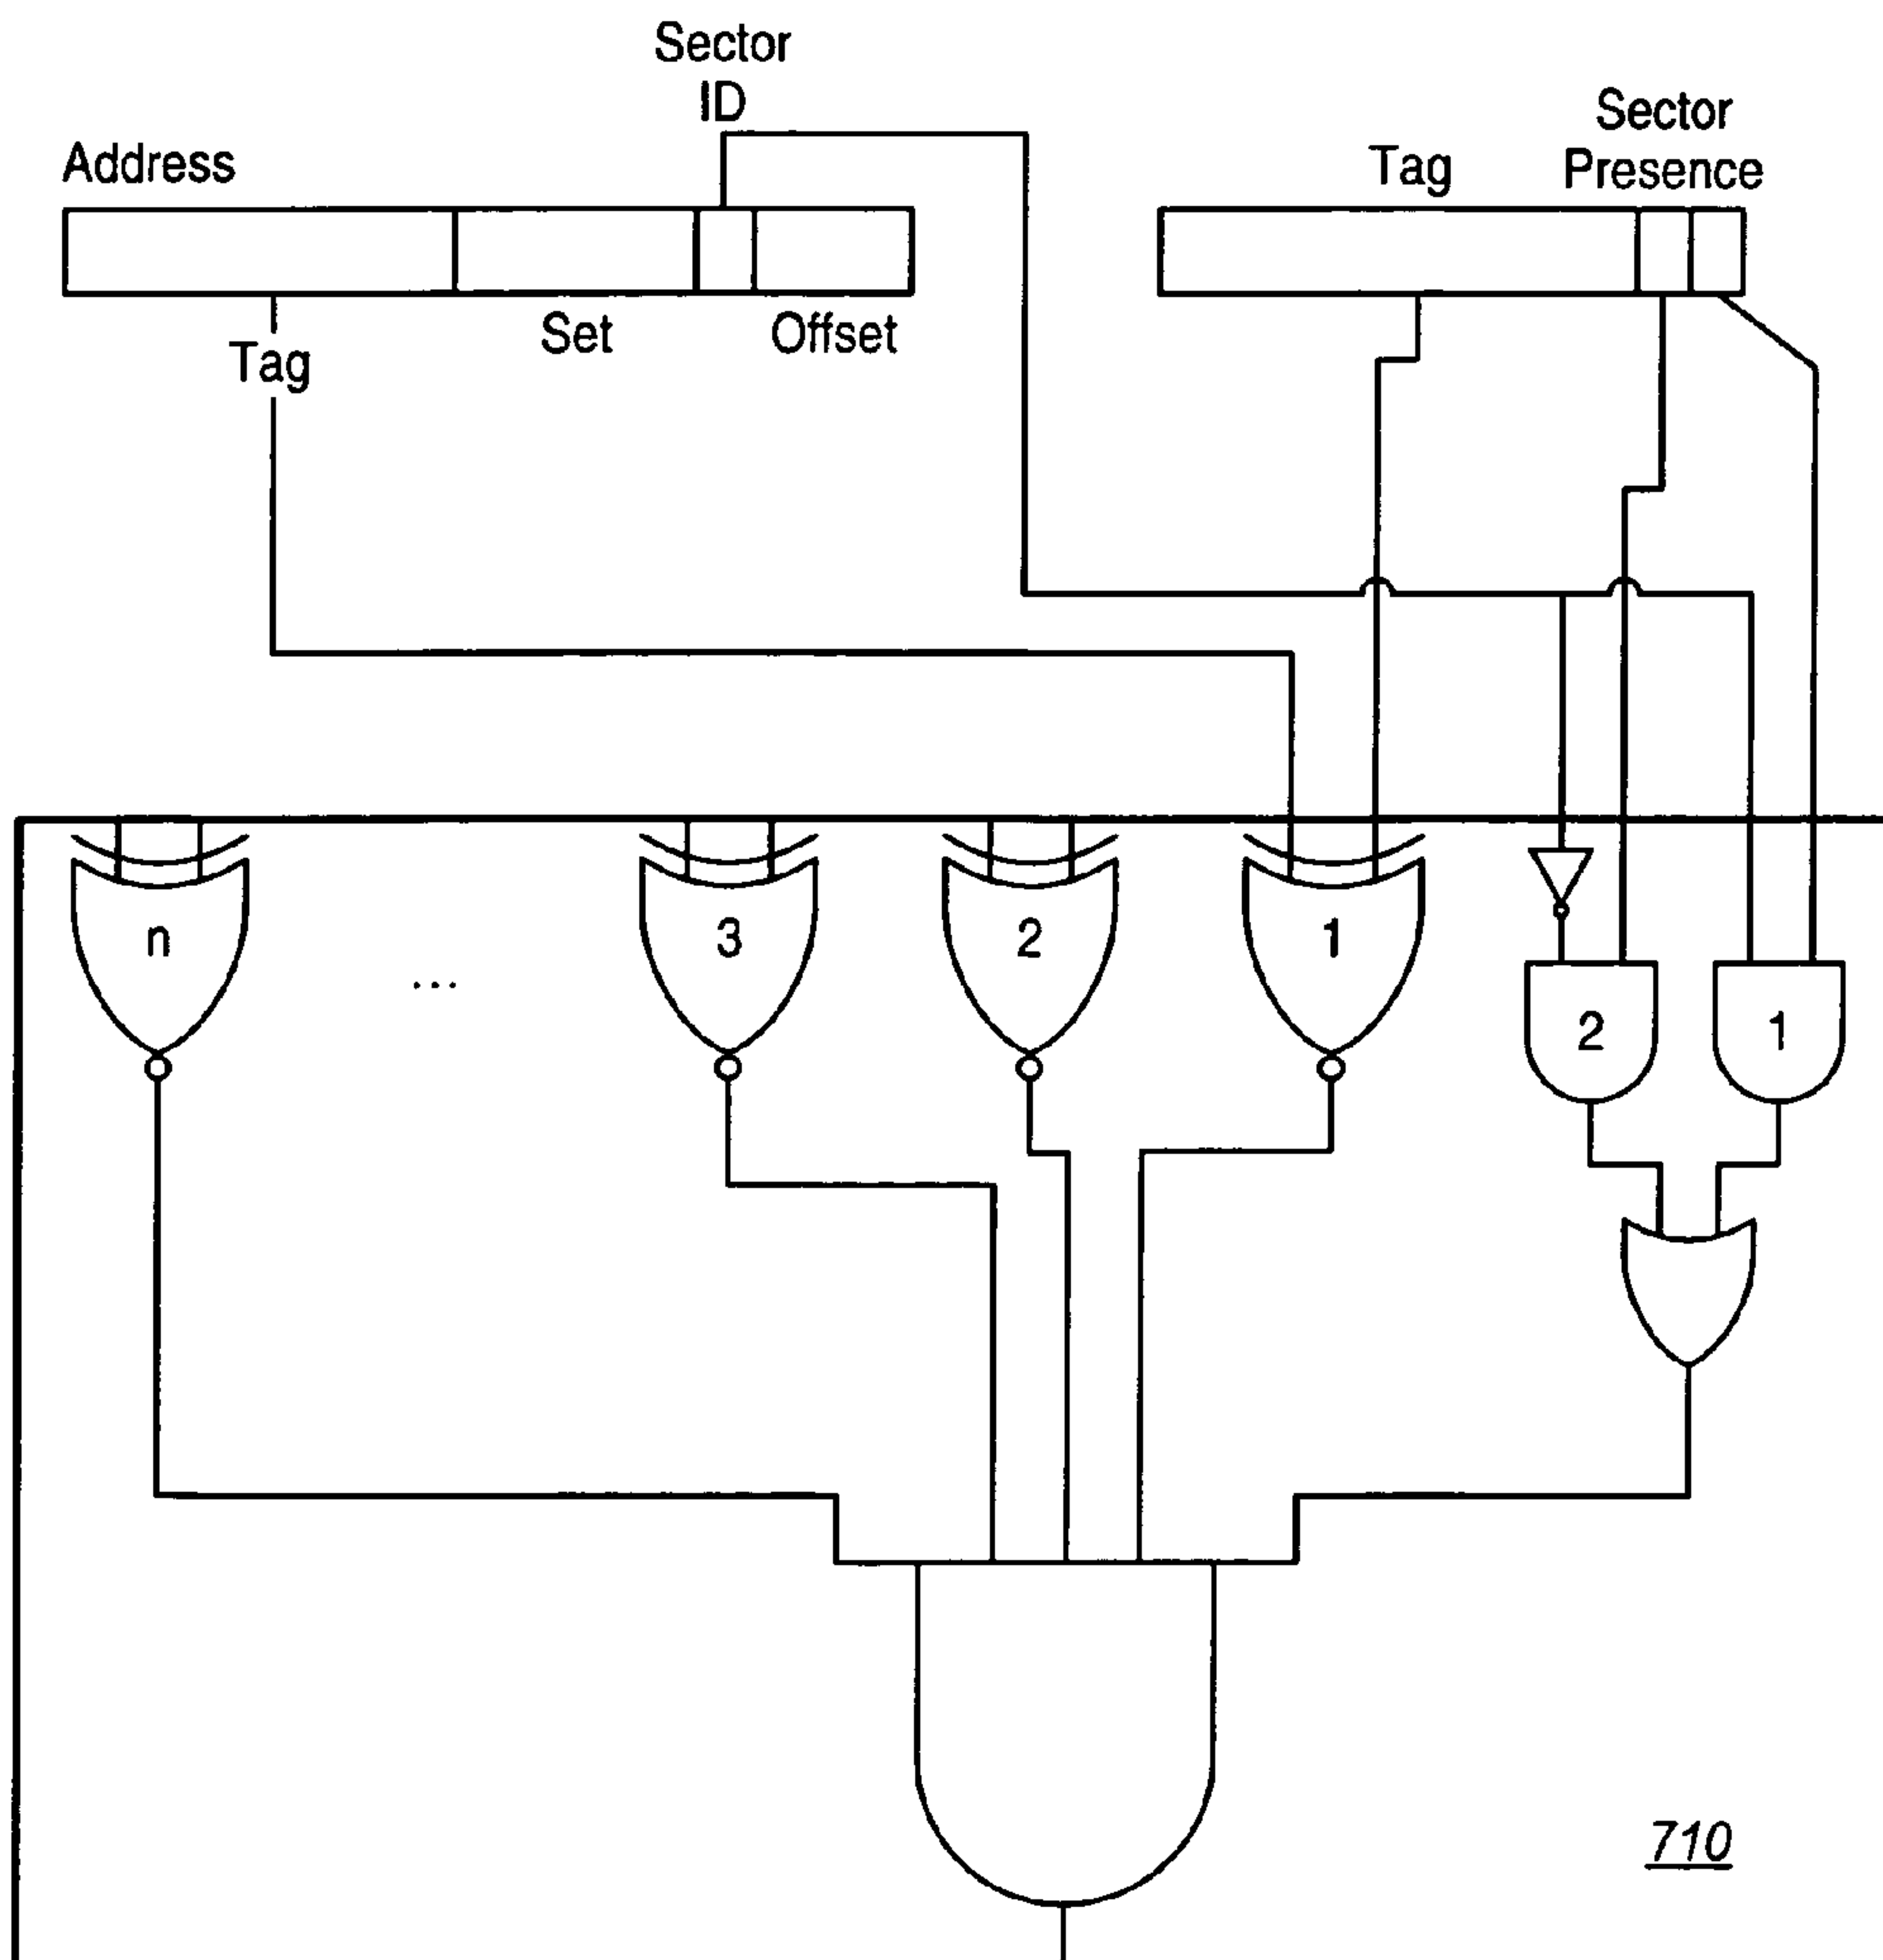 Sector
ID
Address
Tag
Sector
Presence
Tag
Set
Offset
n
...
3
2
1
2
1
710